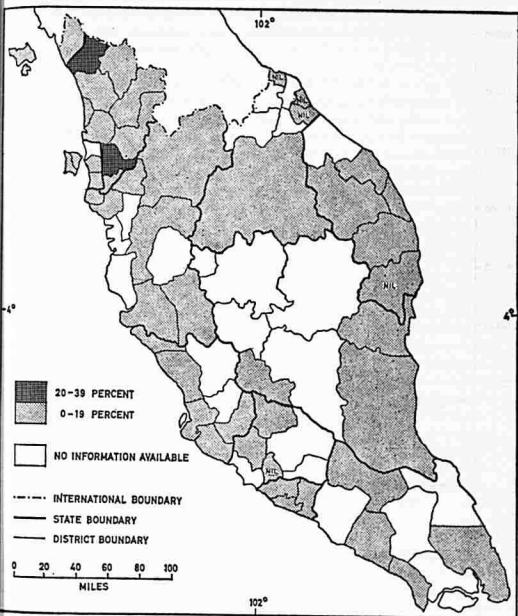 102°
NIL
NIL
NIL
NIL
4°
4°
20-39 PERCENT
0-19 PERCENT
NO INFORMATION AVAILABLE
NIL
INTERNATIONAL BOUNDARY
STATE BOUNDARY
DISTRICT BOUNDARY
0 20 40 60 80 100
MILES
102°